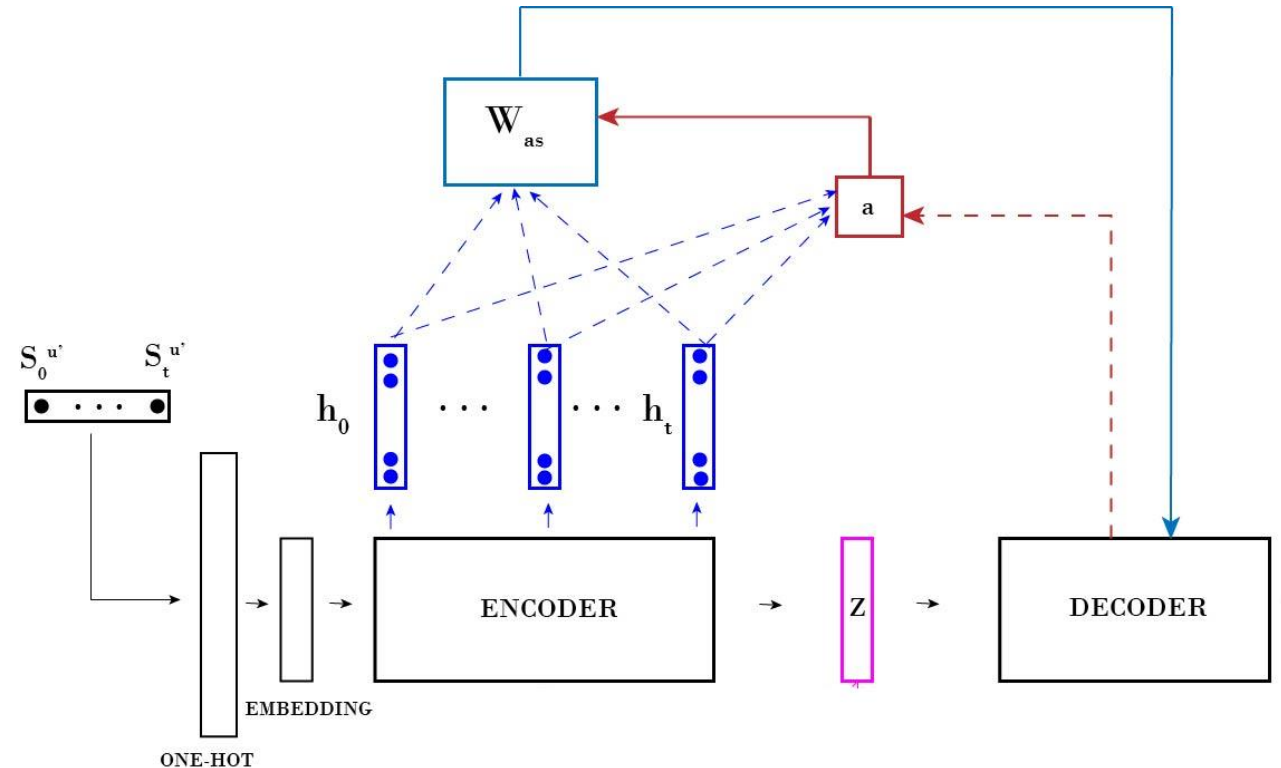 W_as
a
S_0^u' S_t^u'
. . .
h_0 . . . . . . h_t
ENCODER Z DECODER
EMBEDDING
ONE-HOT